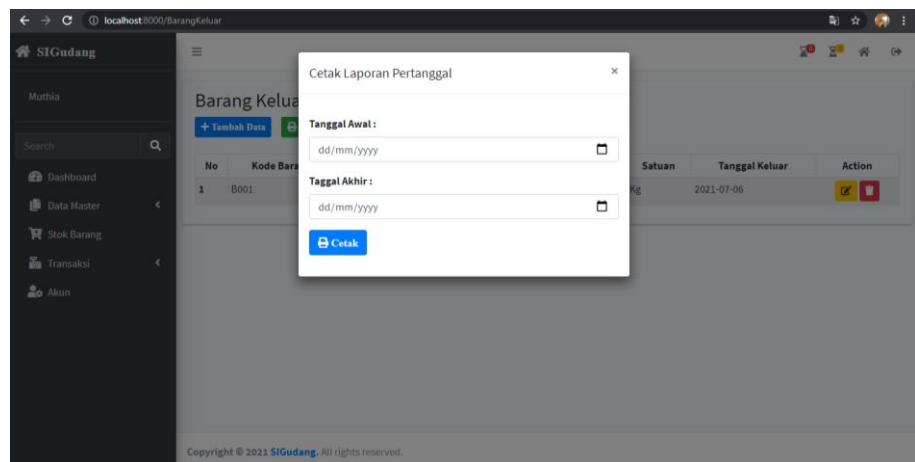 localhost:8000/BarangKeluar
SIGudang
Muthia
Search
Dashboard
Data Master
Stok Barang
Transaksi
Akun
Barang Kelua
+ Tambah Data
No Kode Bara Satuan Tanggal Keluar Action
1 B001 Kg 2021-07-06
Cetak Laporan Pertanggal ×
Tanggal Awal :
dd/mm/yyyy
Taggal Akhir :
dd/mm/yyyy
Cetak
Copyright © 2021 SIGudang. All rights reserved.